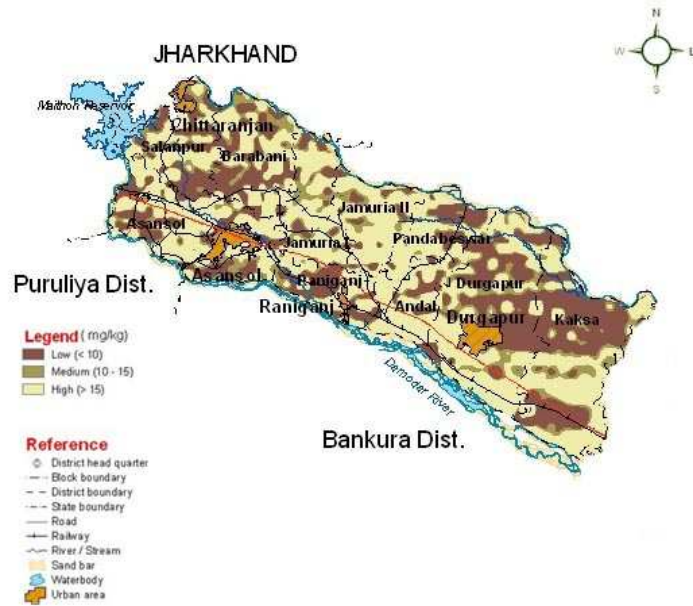 N
W
E
S
JHARKHAND
Maithon Reservoir
Chittaranjan
Salanpur
Barabani
Jamuria II
Asansol
Jamuria I
Pandabessar
Asansol
Raniganj
J Durgapur
Puruliya Dist.
Raniganj
Andal
Durgapur
Kaksa
Damodar River
Bankura Dist.
Legend ( mg/kg)
Low (< 10)
Medium (10 - 15)
High (> 15)
Reference
District head quarter
Block boundary
District boundary
State boundary
Road
Railway
River / Stream
Sand bar
Waterbody
Urban area